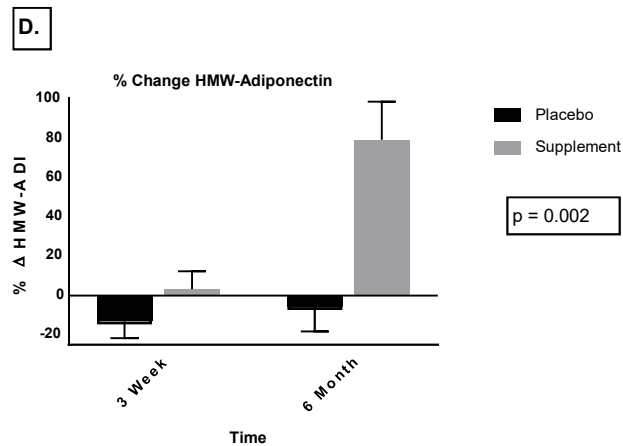 D.
% Change HMW-Adiponectin
100
80
60
40
20
0
-20
% Δ HMW-ADI
3 Week
6 Month
Time
Placebo
Supplement
p = 0.002